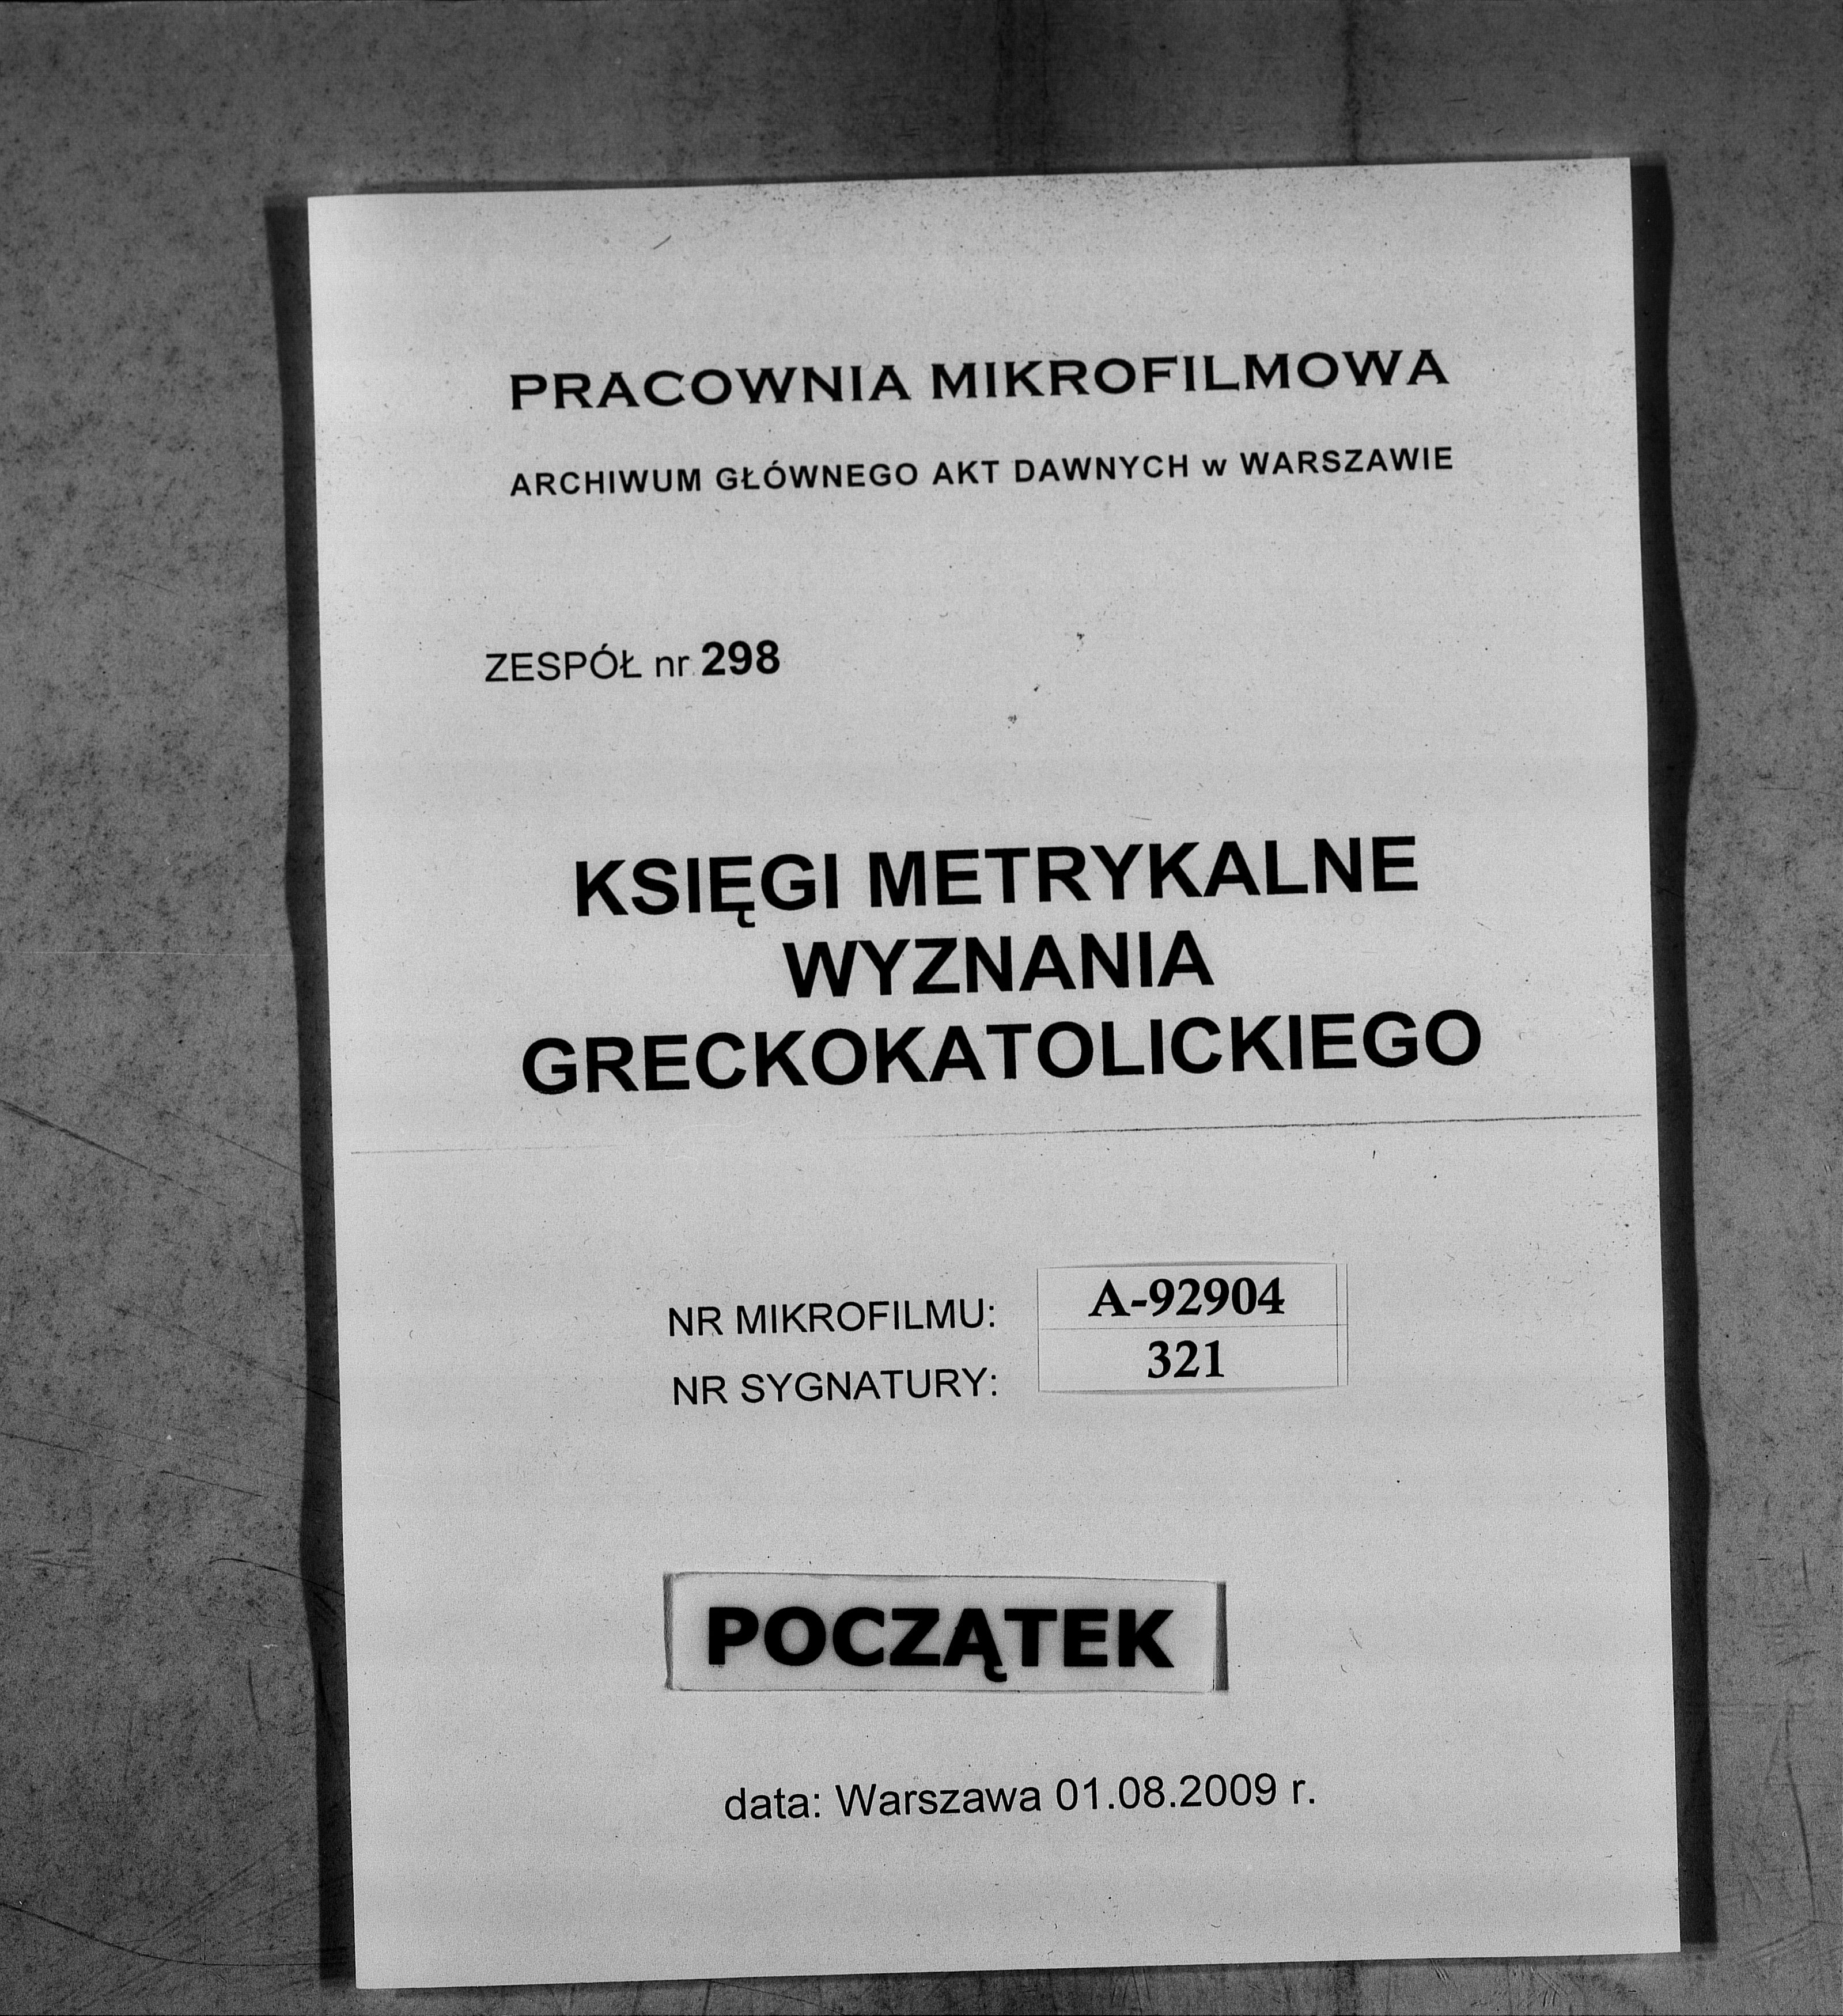 PRACOWNIA MIKROFILMOWA
ARCHIWUM GŁÓWNEGO AKT DAWNYCH w WARSZAWIE
ZESPÓŁ nr 298
KSIĘGI METRYKALNE
WYZNANIA
GRECKOKATOLICKIEGO
NR MIKROFILMU: A-92904
NR SYGNATURY: 321
POCZĄTEK
data: Warszawa 01.08.2009 r.